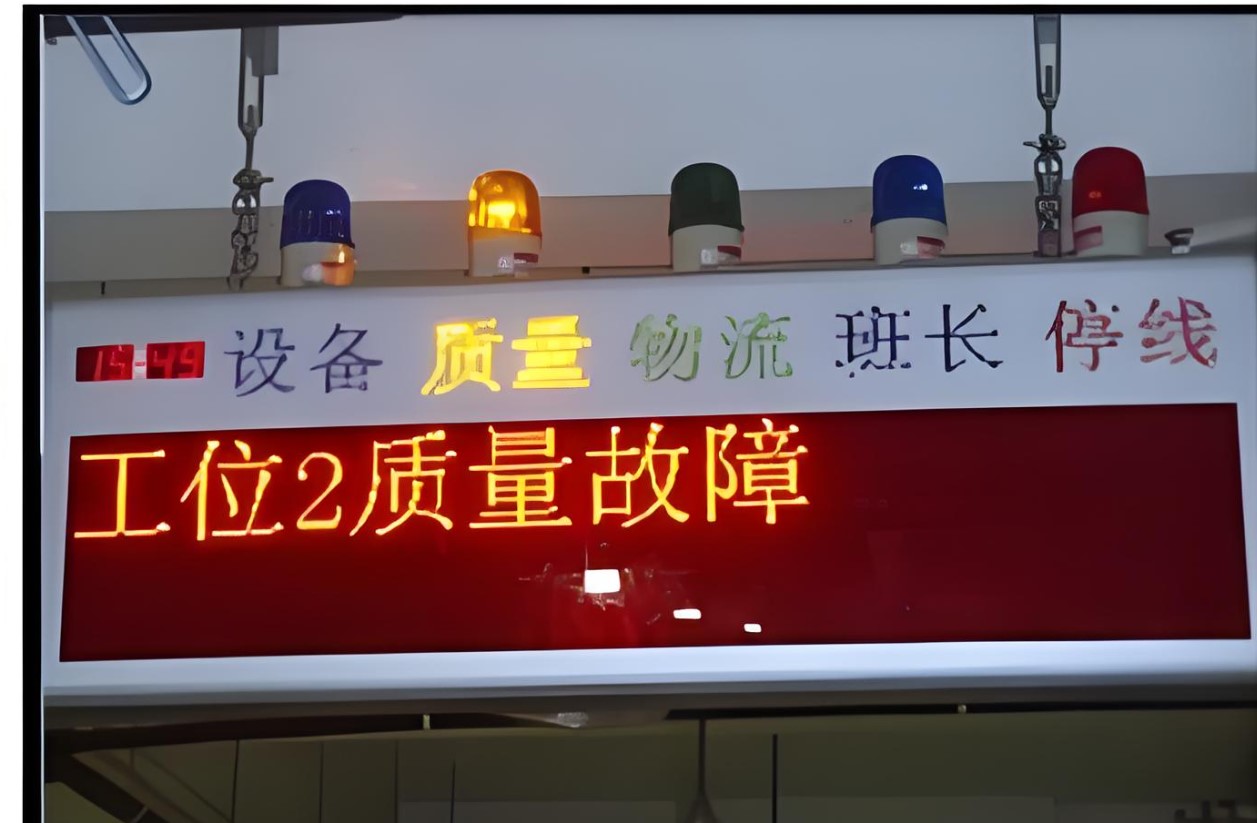 15-49 设备 质量 物流 班长 停线
工位2质量故障